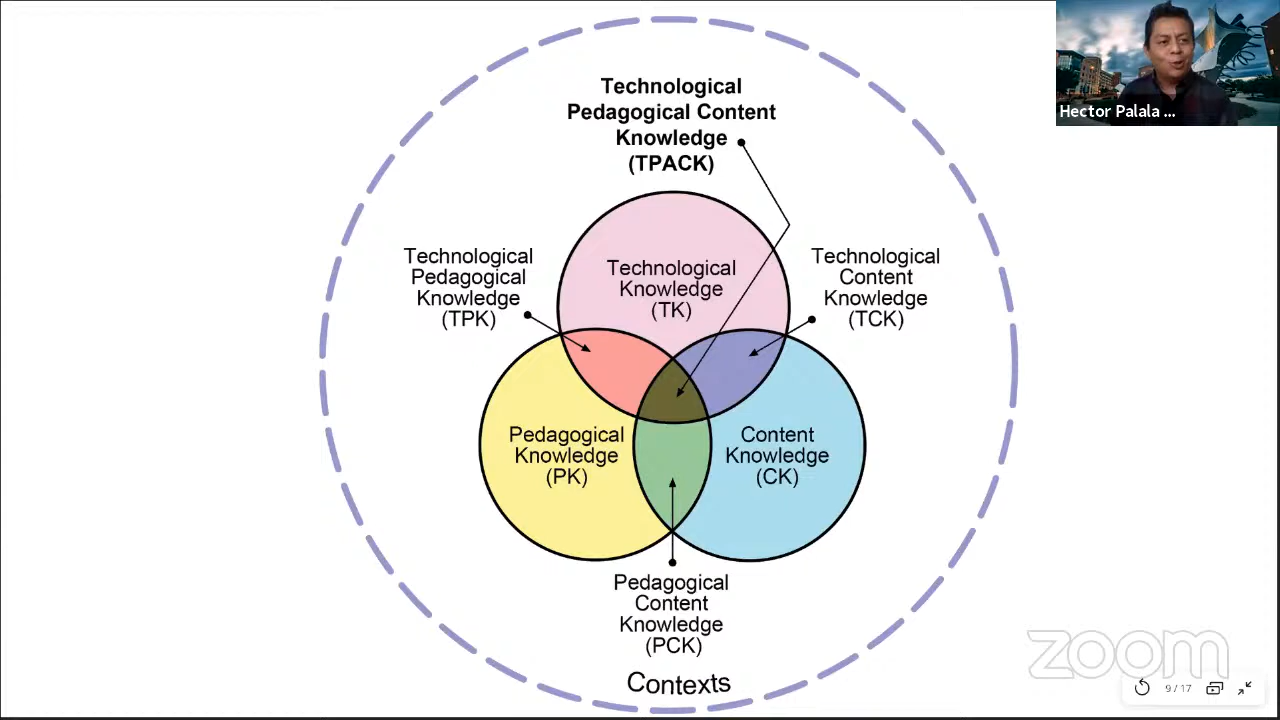 Hector Palala ...
Technological
Pedagogical Content
Knowledge
(TPACK)
Technological
Pedagogical
Knowledge
(TPK)
Technological
Knowledge
(TK)
Technological
Content
Knowledge
(TCK)
Pedagogical
Knowledge
(PK)
Content
Knowledge
(CK)
Pedagogical
Content
Knowledge
(PCK)
Contexts
zoom
9 / 17